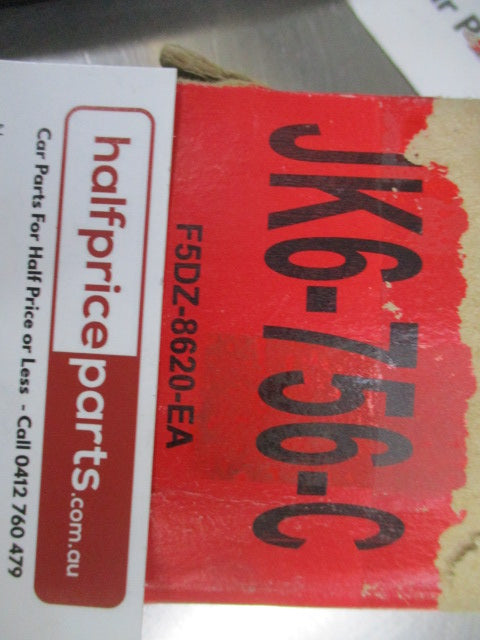 JK6-756-C
F5DZ-8620-EA
halfpriceparts.com.au
Car Parts For Half Price or Less - Call 0412 760 479